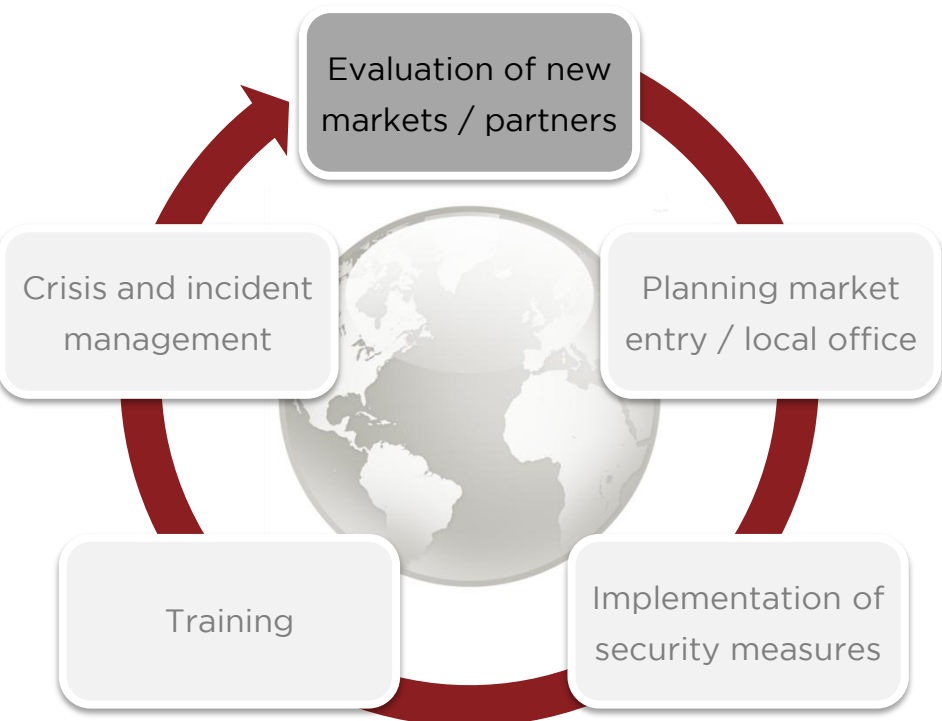 Evaluation of new
markets / partners
Planning market
entry / local office
Implementation of
security measures
Training
Crisis and incident
management